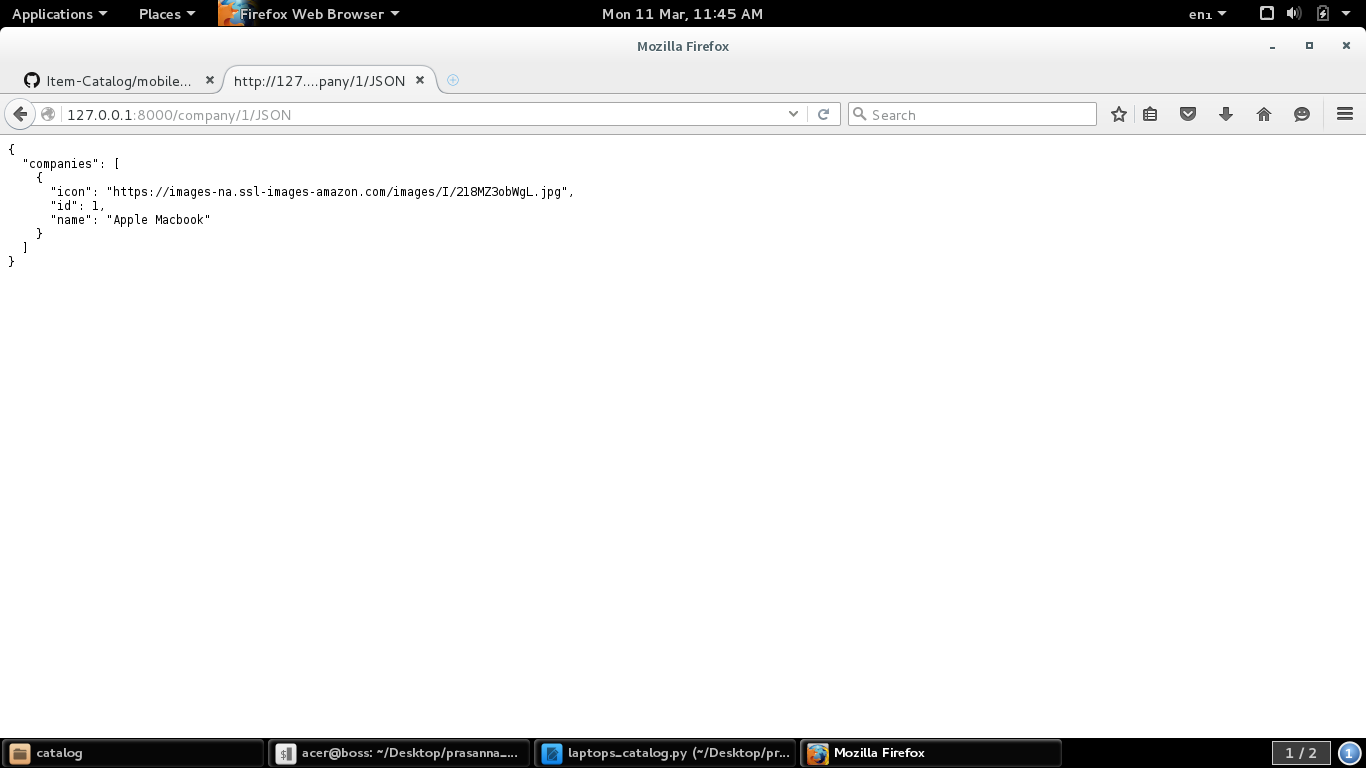 Applications Places Firefox Web Browser Mon 11 Mar, 11:45 AM en1
Mozilla Firefox
Item-Catalog/mobile... http://127....pany/1/JSON
127.0.0.1:8000/company/1/JSON Search
{
  "companies": [
    {
      "icon": "https://images-na.ssl-images-amazon.com/images/I/218MZ3obWgL.jpg",
      "id": 1,
      "name": "Apple Macbook"
    }
  ]
}
catalog acer@boss: ~/Desktop/prasanna_... laptops_catalog.py (~/Desktop/pr... Mozilla Firefox 1 / 2 1